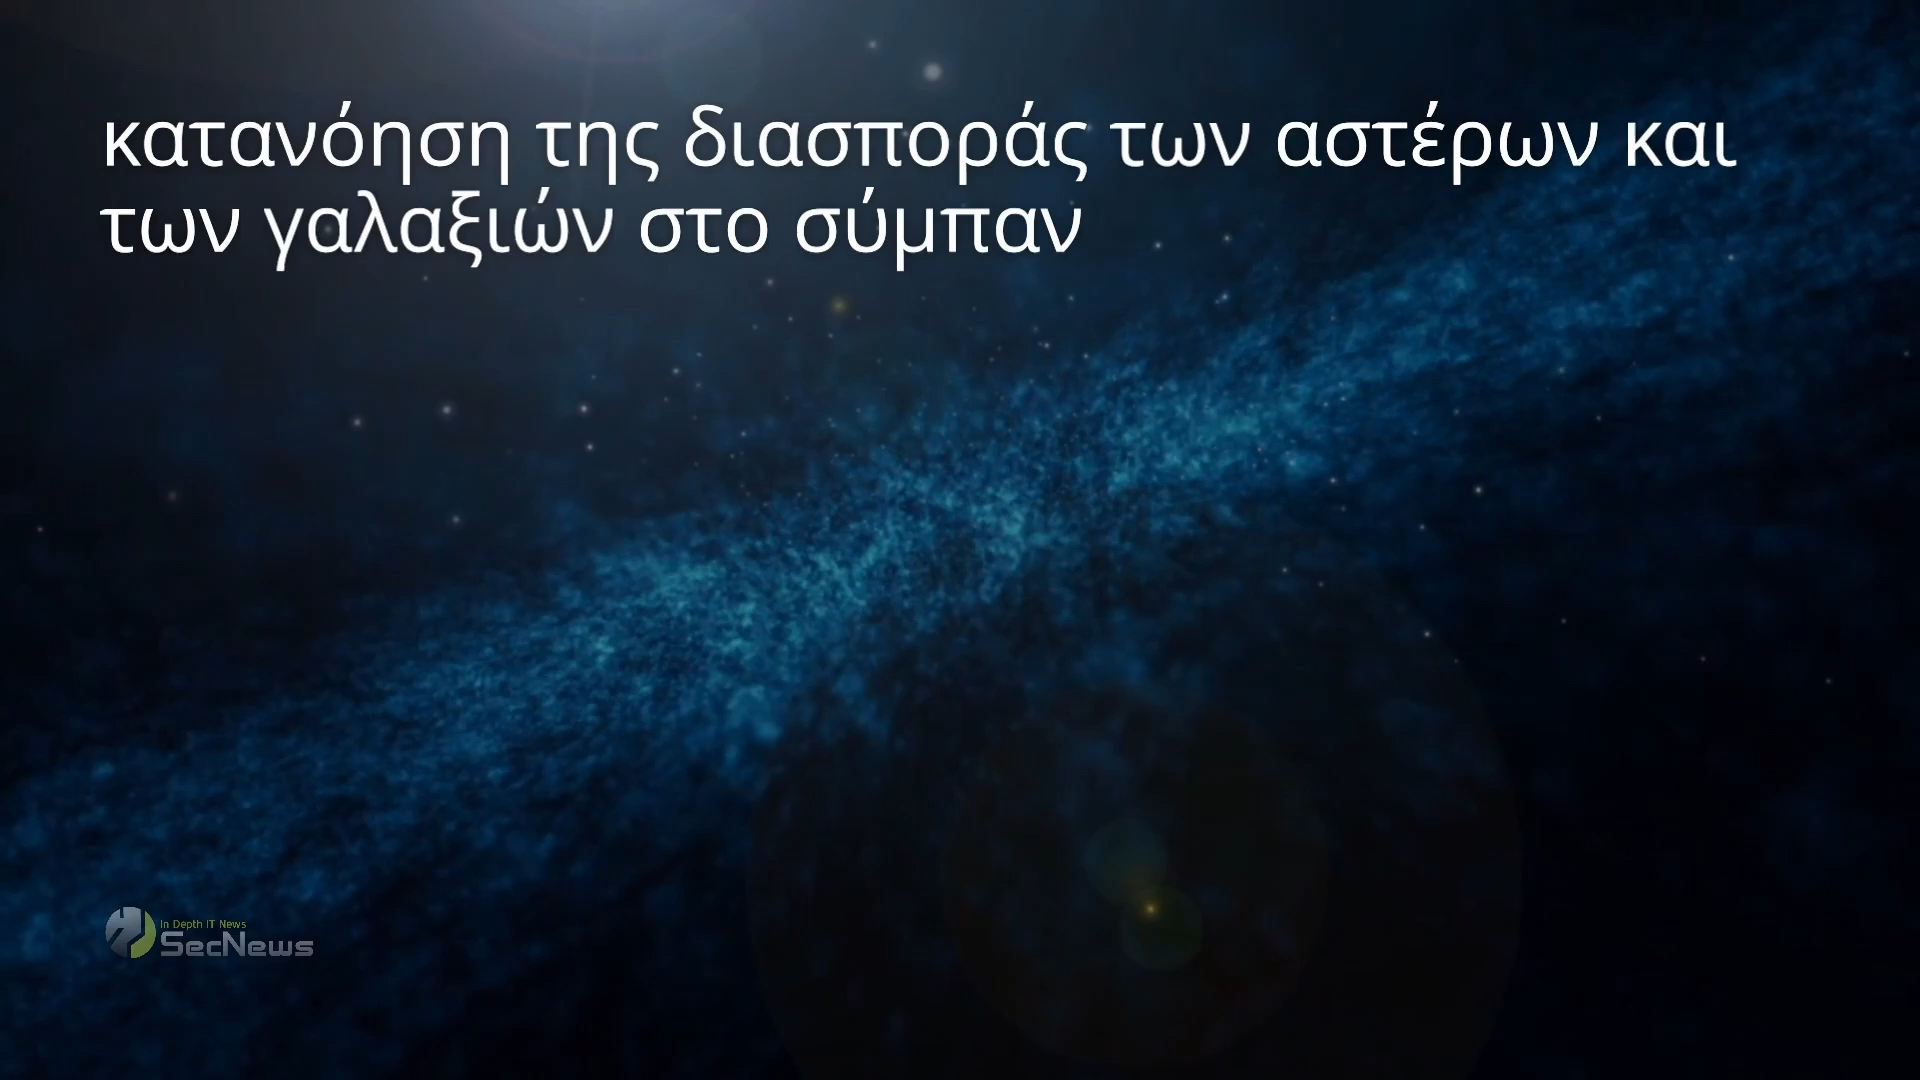 κατανόηση της διασποράς των αστέρων και
των γαλαξιών στο σύμπαν
In Depth IT News
SecNews